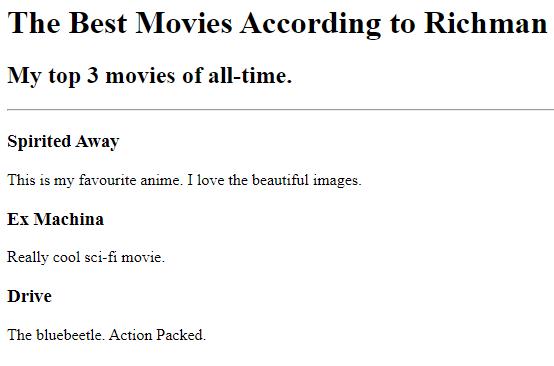 The Best Movies According to Richman
My top 3 movies of all-time.
Spirited Away
This is my favourite anime. I love the beautiful images.
Ex Machina
Really cool sci-fi movie.
Drive
The bluebeetle. Action Packed.